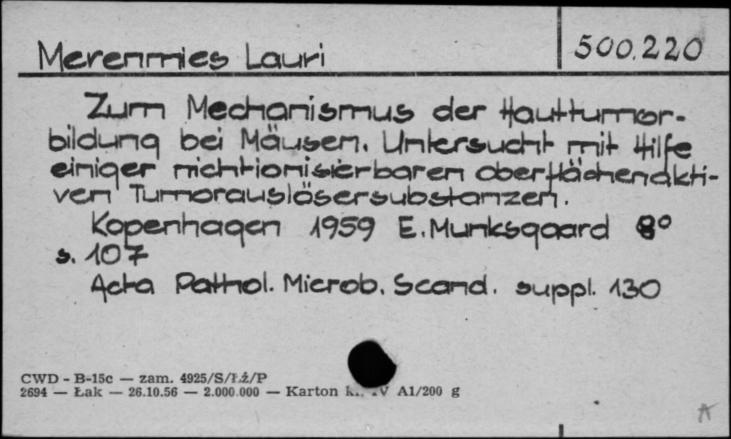 Merenmies Lauri 500.220
Zum Mechanismus der Hauttumor-
bildung bei Mäusen. Untersucht mit Hilfe
einiger nichtionisierbaren oberflächenakti-
ven Tumorauslösersubstanzen.
Kopenhagen 1959 E. Munksgaard 8°
s. 107
Acta Pathol. Microb. Scand. suppl. 130
CWD - B-15c — zam. 4925/S/Łż/P
2694 — Łak — 26.10.56 — 2.000.000 — Karton A1/200 g
A